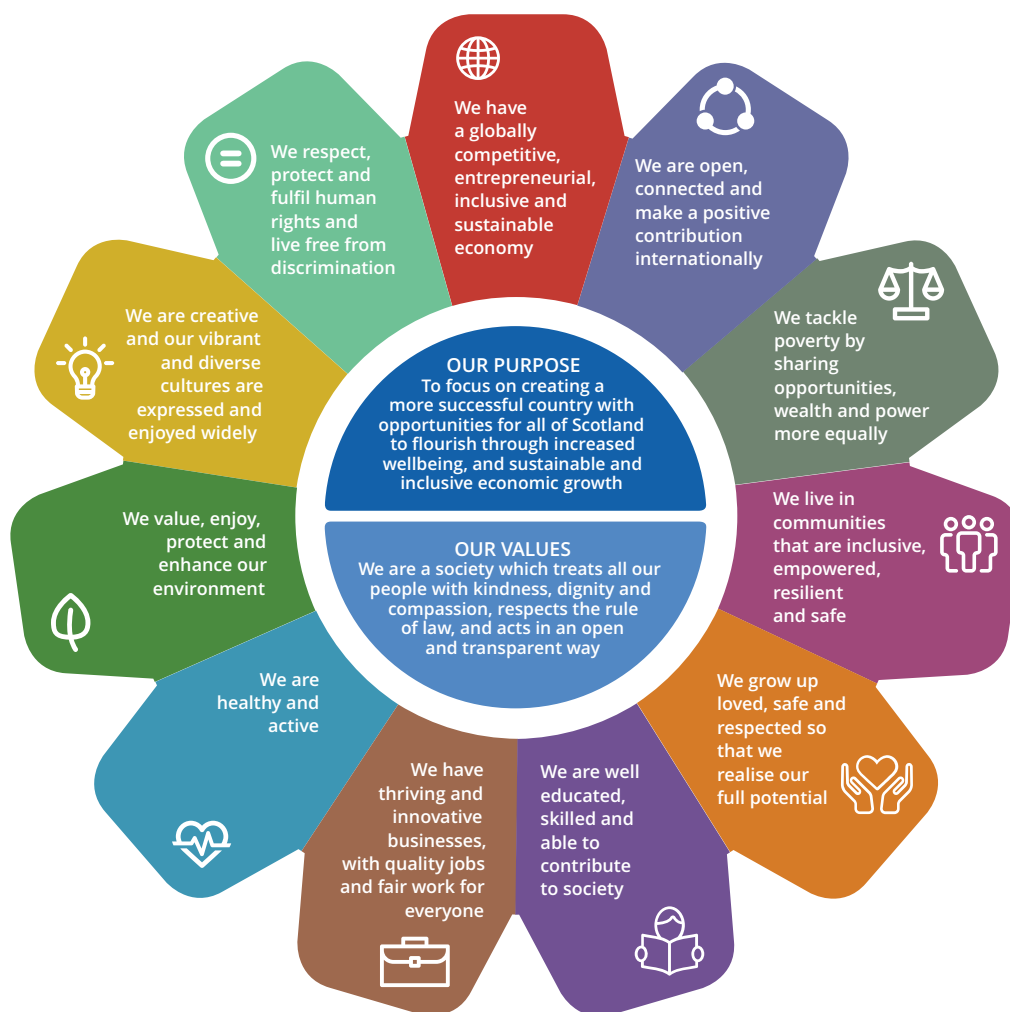 We have
a globally
competitive,
entrepreneurial,
inclusive and
sustainable
economy
We are open,
connected and
make a positive
contribution
internationally
We tackle
poverty by
sharing
opportunities,
wealth and power
more equally
We live in
communities
that are inclusive,
empowered,
resilient
and safe
We grow up
loved, safe and
respected so
that we
realise our
full potential
We are well
educated,
skilled and
able to
contribute
to society
We have
thriving and
innovative
businesses,
with quality jobs
and fair work for
everyone
We are
healthy and
active
We value, enjoy,
protect and
enhance our
environment
We are creative
and our vibrant
and diverse
cultures are
expressed and
enjoyed widely
We respect,
protect and
fulfil human
rights and
live free from
discrimination
OUR PURPOSE
To focus on creating a
more successful country with
opportunities for all of Scotland
to flourish through increased
wellbeing, and sustainable and
inclusive economic growth
OUR VALUES
We are a society which treats all our
people with kindness, dignity and
compassion, respects the rule
of law, and acts in an open
and transparent way